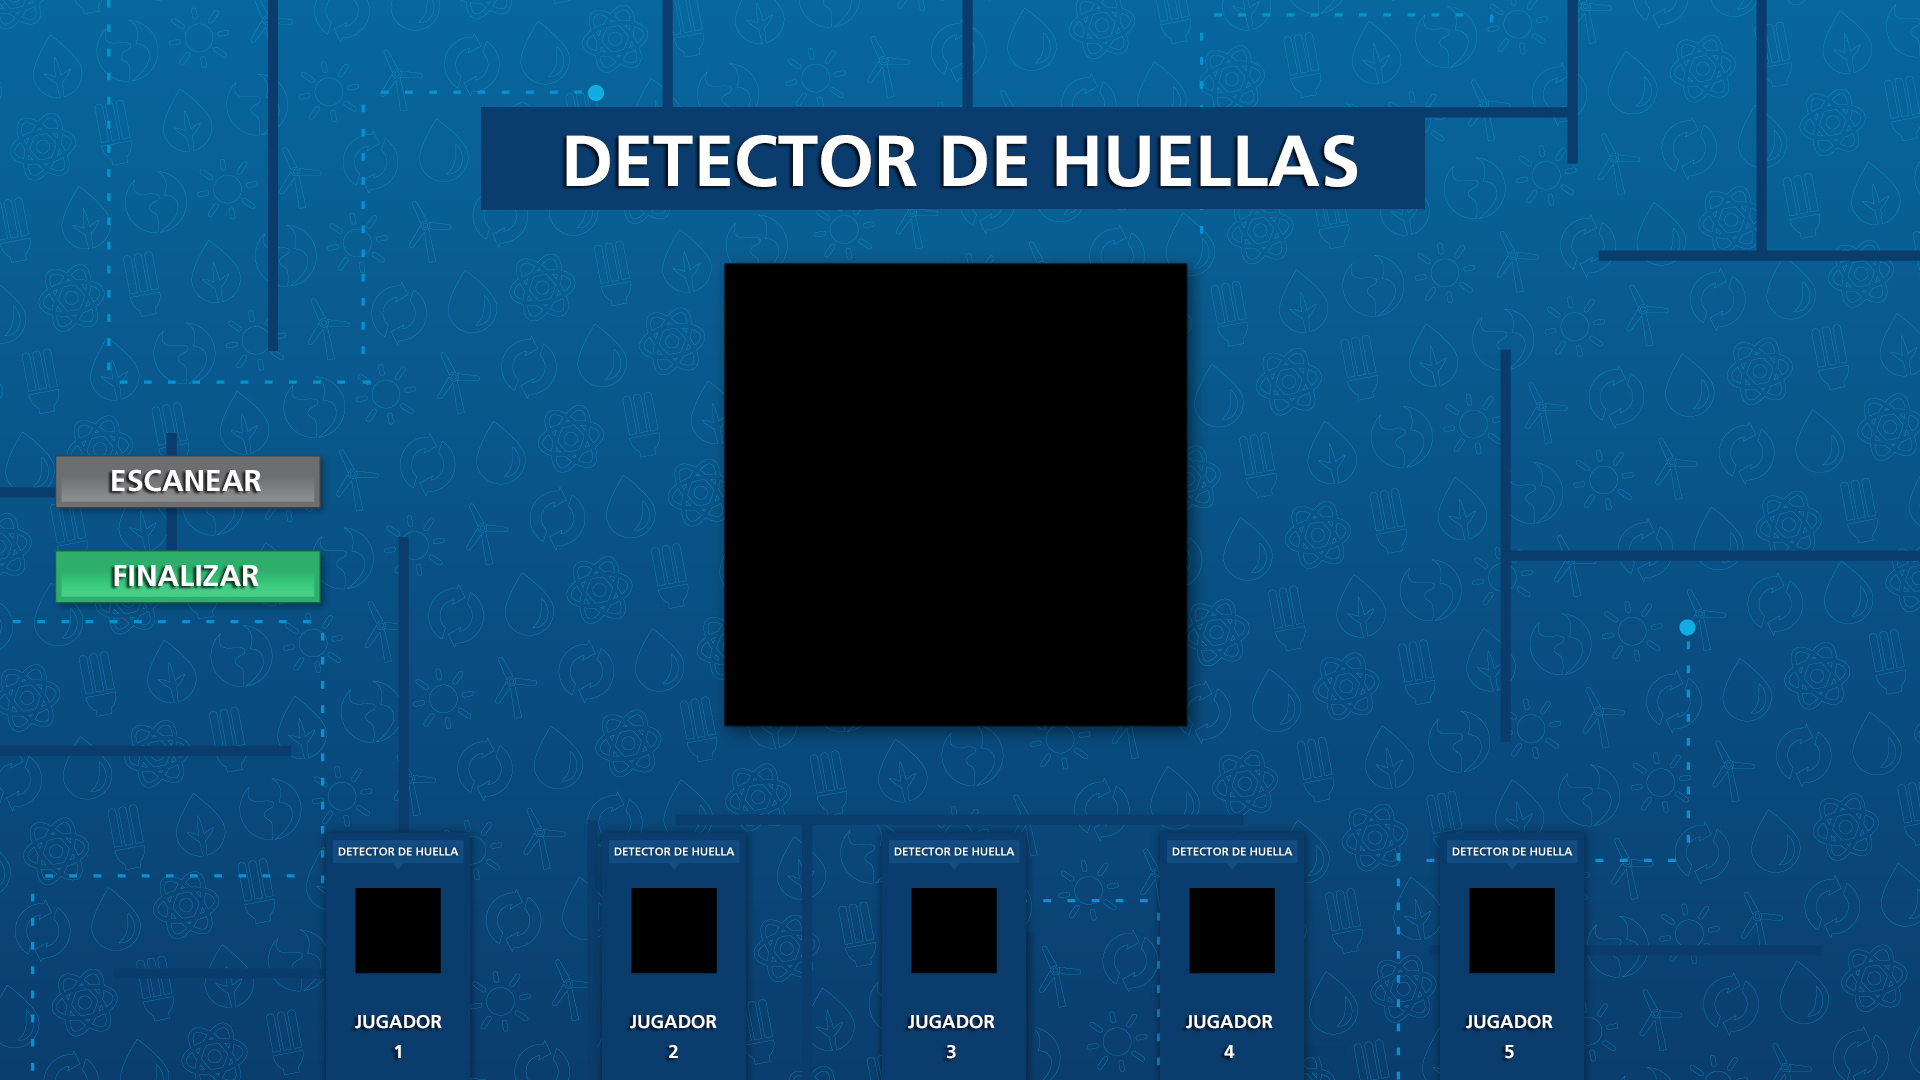 DETECTOR DE HUELLAS
ESCANEAR
FINALIZAR
DETECTOR DE HUELLA
JUGADOR
1
DETECTOR DE HUELLA
JUGADOR
2
DETECTOR DE HUELLA
JUGADOR
3
DETECTOR DE HUELLA
JUGADOR
4
DETECTOR DE HUELLA
JUGADOR
5